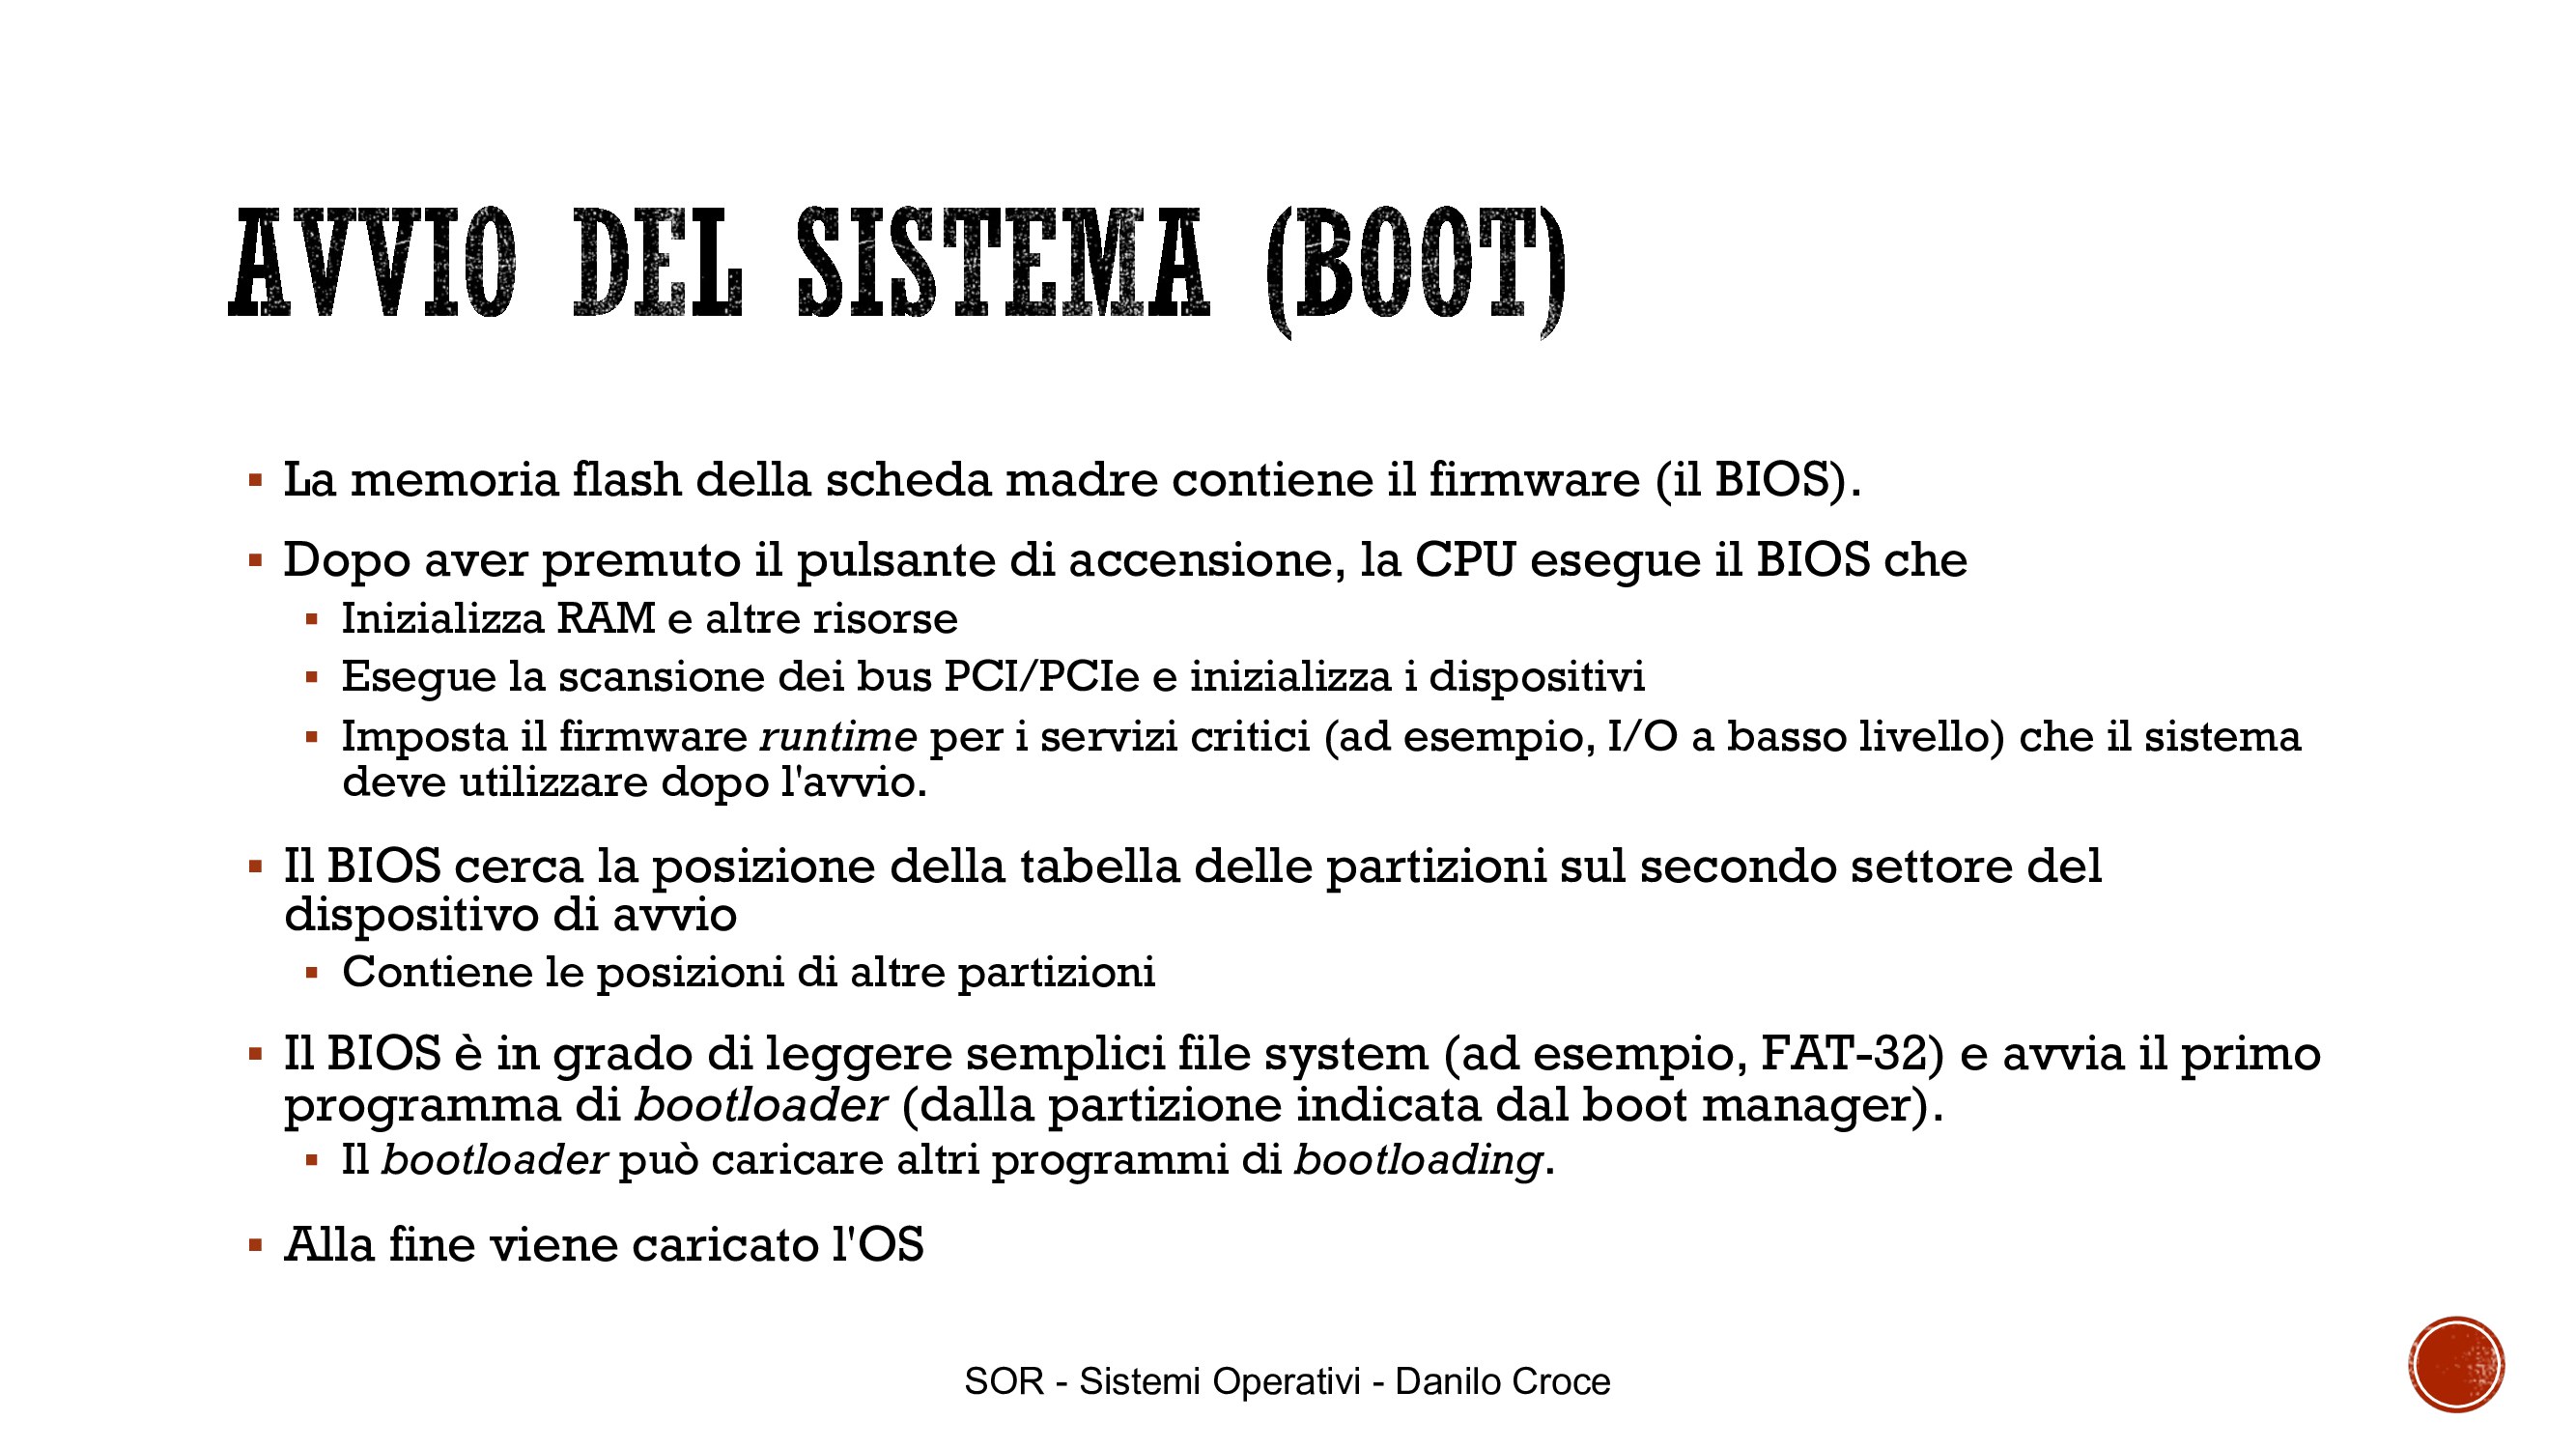 AVVIO DEL SISTEMA (BOOT)
▪ La memoria flash della scheda madre contiene il firmware (il BIOS).
▪ Dopo aver premuto il pulsante di accensione, la CPU esegue il BIOS che
▪ Inizializza RAM e altre risorse
▪ Esegue la scansione dei bus PCI/PCIe e inizializza i dispositivi
▪ Imposta il firmware runtime per i servizi critici (ad esempio, I/O a basso livello) che il sistema
deve utilizzare dopo l'avvio.
▪ Il BIOS cerca la posizione della tabella delle partizioni sul secondo settore del
dispositivo di avvio
▪ Contiene le posizioni di altre partizioni
▪ Il BIOS è in grado di leggere semplici file system (ad esempio, FAT-32) e avvia il primo
programma di bootloader (dalla partizione indicata dal boot manager).
▪ Il bootloader può caricare altri programmi di bootloading.
▪ Alla fine viene caricato l'OS
SOR - Sistemi Operativi - Danilo Croce